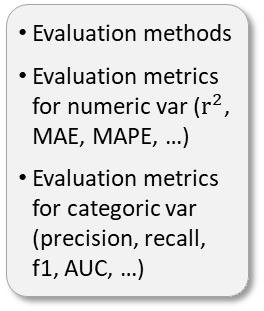 • Evaluation methods
• Evaluation metrics
for numeric var (r²,
MAE, MAPE, …)
• Evaluation metrics
for categoric var
(precision, recall,
f1, AUC, …)